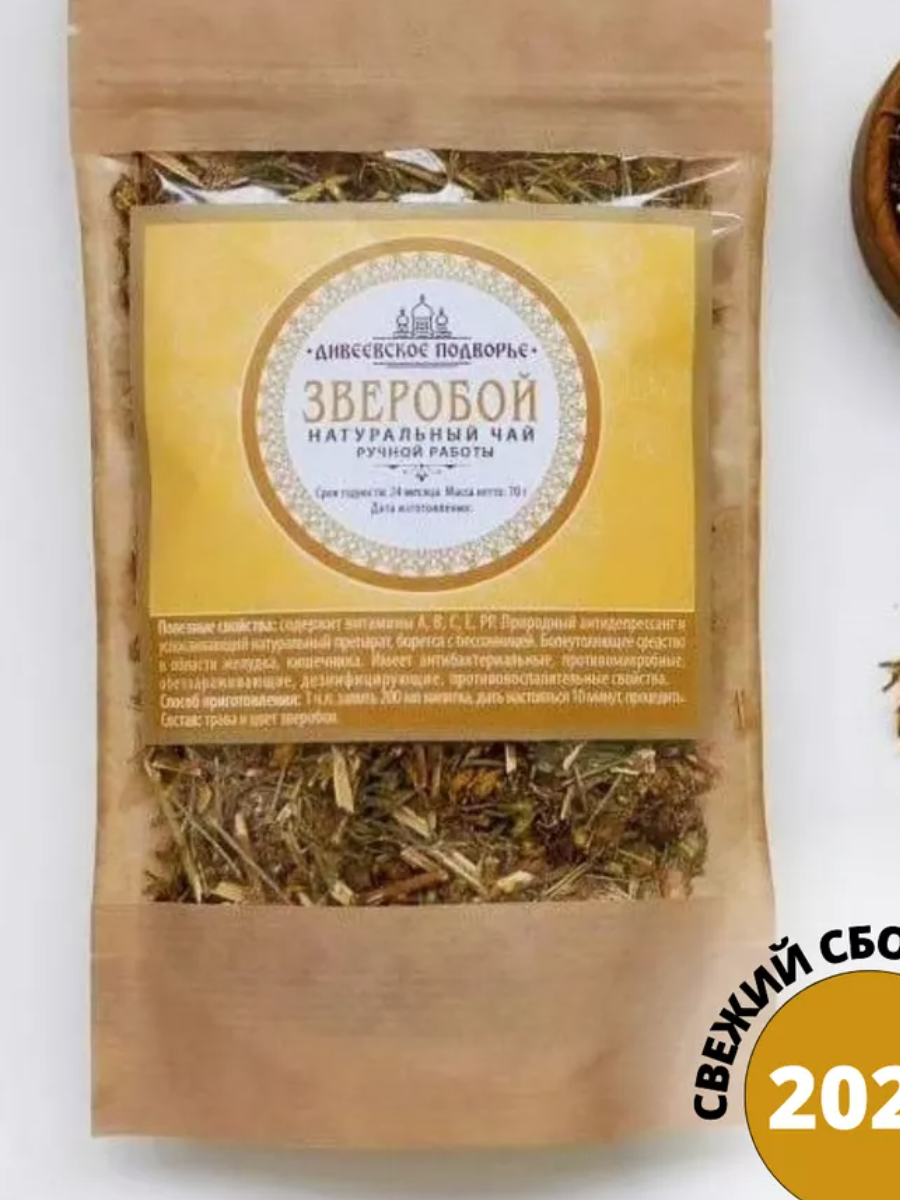 •ДИВЕЕВСКОЕ ПОДВОРЬЕ•
ЗВЕРОБОЙ
НАТУРАЛЬНЫЙ ЧАЙ
РУЧНОЙ РАБОТЫ
Срок годности: 24 месяца. Масса нетто: 70 г
Дата изготовления:
Полезные свойства: содержит витамины А, В, С, Е, РР. Природный антидепрессант и
успокаивающий натуральный препарат, борется с бессонницей. Болеутоляющее средство
в области желудка, кишечника. Имеет антибактериальные, противомикробные,
обеззараживающие, дезинфицирующие, противовоспалительные свойства.
Способ приготовления: 1 ч.л. залить 200 мл кипятка, дать настояться 10 минут, процедить.
Состав: трава и цвет зверобоя.
СВЕЖИЙ СБО
202